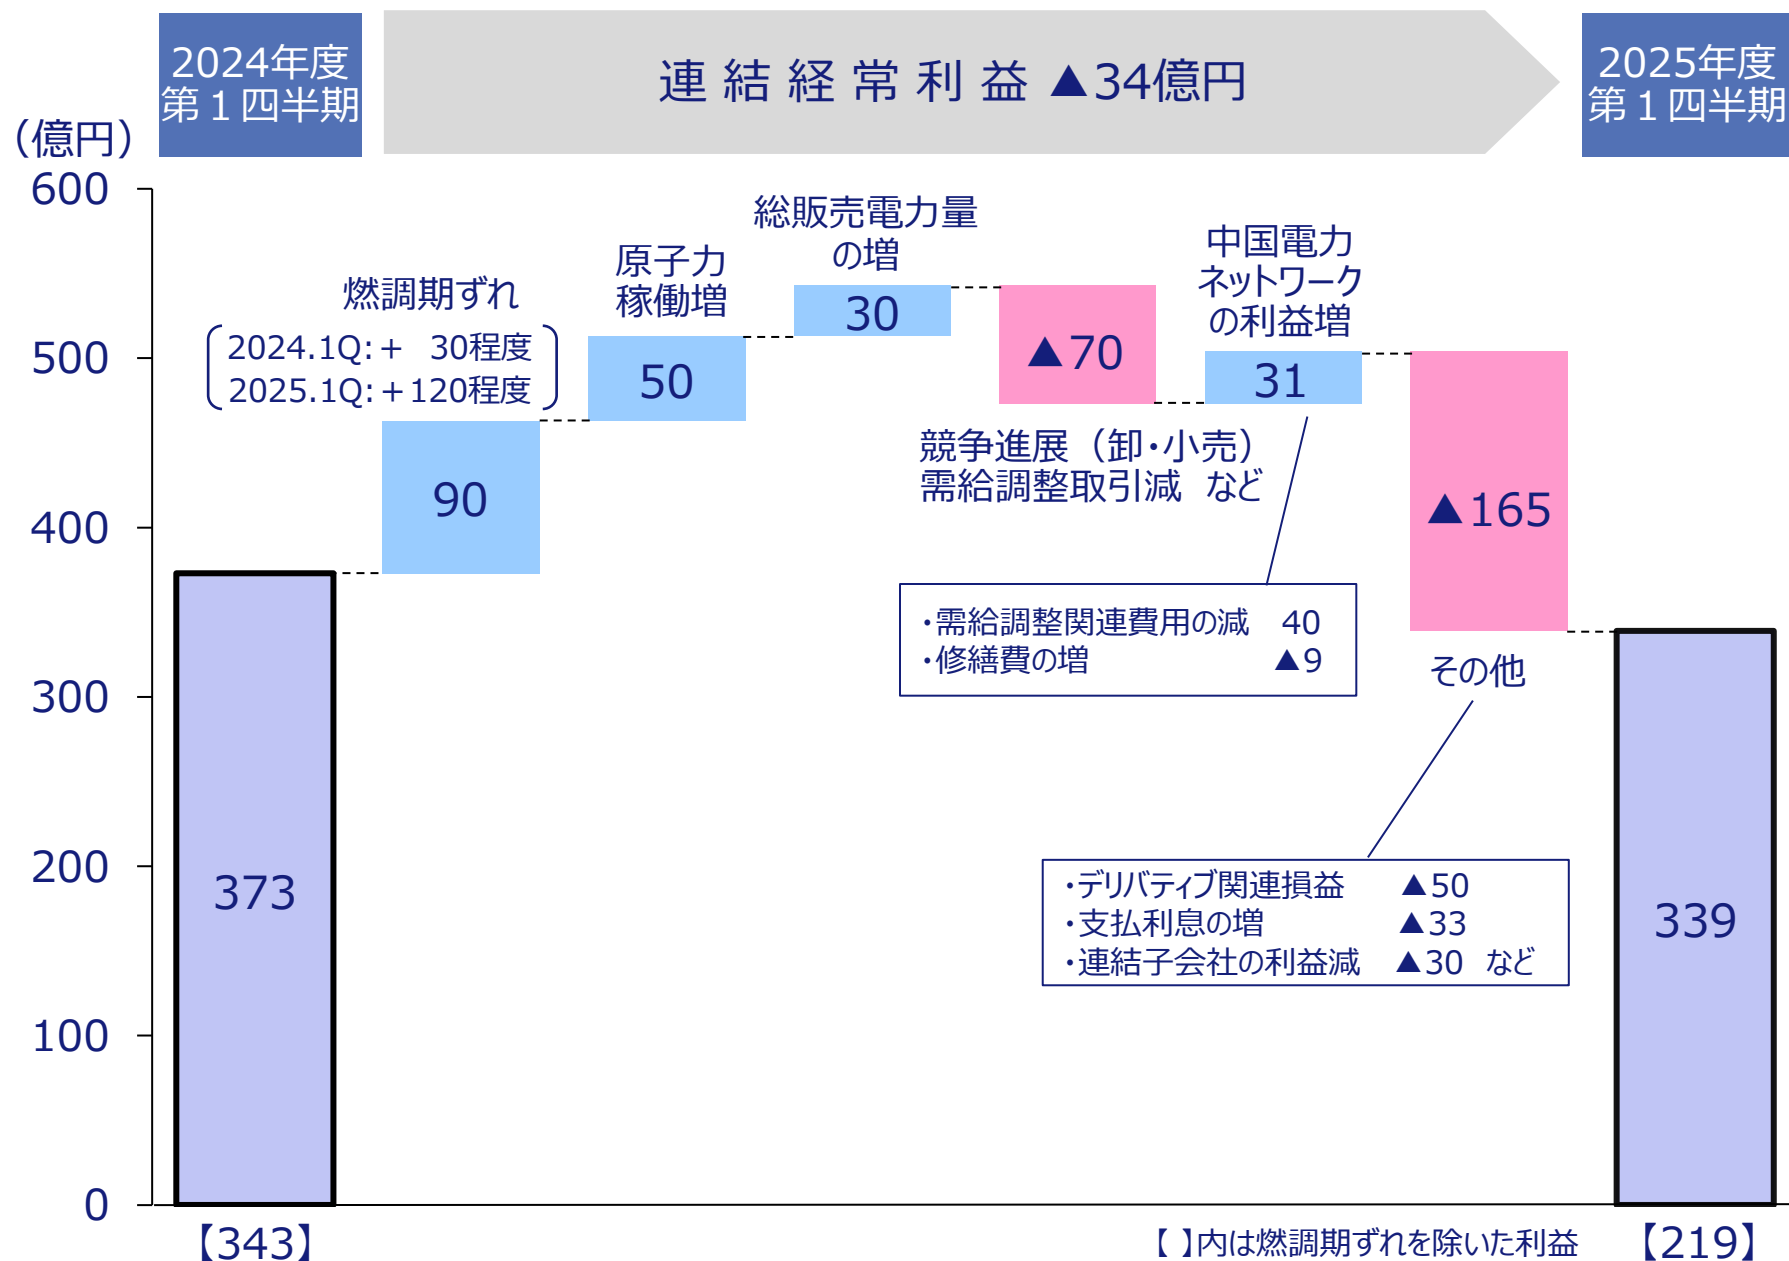 2024年度
第1四半期
連結経常利益 ▲34億円
2025年度
第1四半期
(億円)
600
500
400
300
200
100
0
燃調期ずれ
2024.1Q:+ 30程度
2025.1Q:+120程度
原子力
稼働増
総販売電力量
の増
中国電力
ネットワーク
の利益増
競争進展(卸・小売)
需給調整取引減 など
373
90
50
30
▲70
31
▲165
339
・需給調整関連費用の減 40
・修繕費の増 ▲9
その他
・デリバティブ関連損益 ▲50
・支払利息の増 ▲33
・連結子会社の利益減 ▲30 など
【343】
【 】内は燃調期ずれを除いた利益
【219】